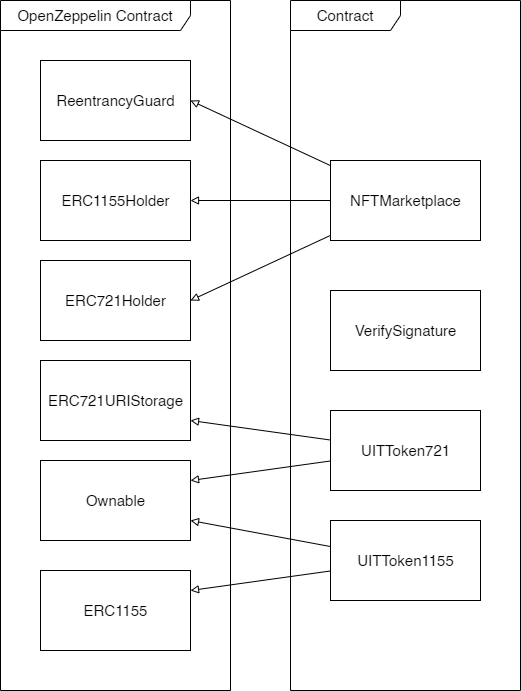 OpenZeppelin Contract
Contract
ReentrancyGuard
ERC1155Holder
NFTMarketplace
ERC721Holder
VerifySignature
ERC721URIStorage
UITToken721
Ownable
UITToken1155
ERC1155